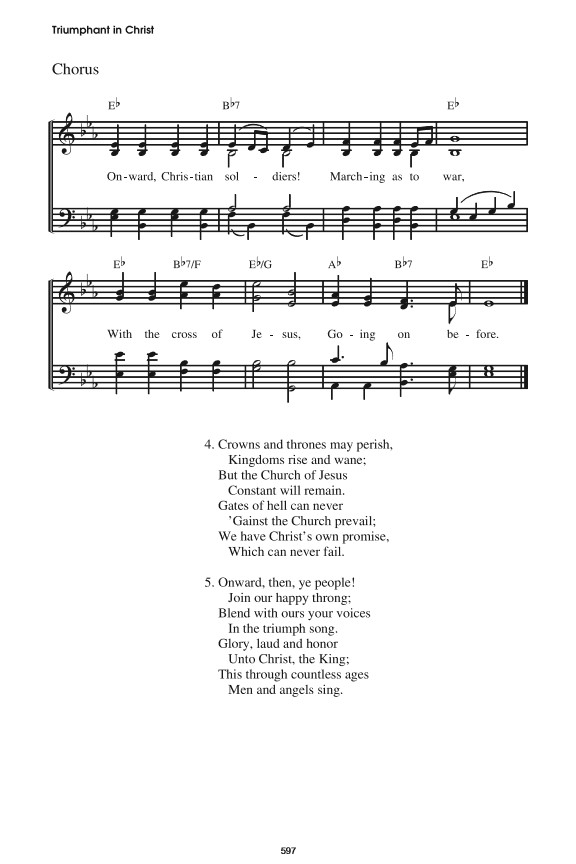 Triumphant in Christ
Chorus
E♭ B♭7 E♭
On-ward, Chris-tian sol - diers! March-ing as to war,
E♭ B♭7/F E♭/G A♭ B♭7 E♭
With the cross of Je - sus, Go - ing on be - fore.
4. Crowns and thrones may perish,
Kingdoms rise and wane;
But the Church of Jesus
Constant will remain.
Gates of hell can never
’Gainst the Church prevail;
We have Christ’s own promise,
Which can never fail.
5. Onward, then, ye people!
Join our happy throng;
Blend with ours your voices
In the triumph song.
Glory, laud and honor
Unto Christ, the King;
This through countless ages
Men and angels sing.
597